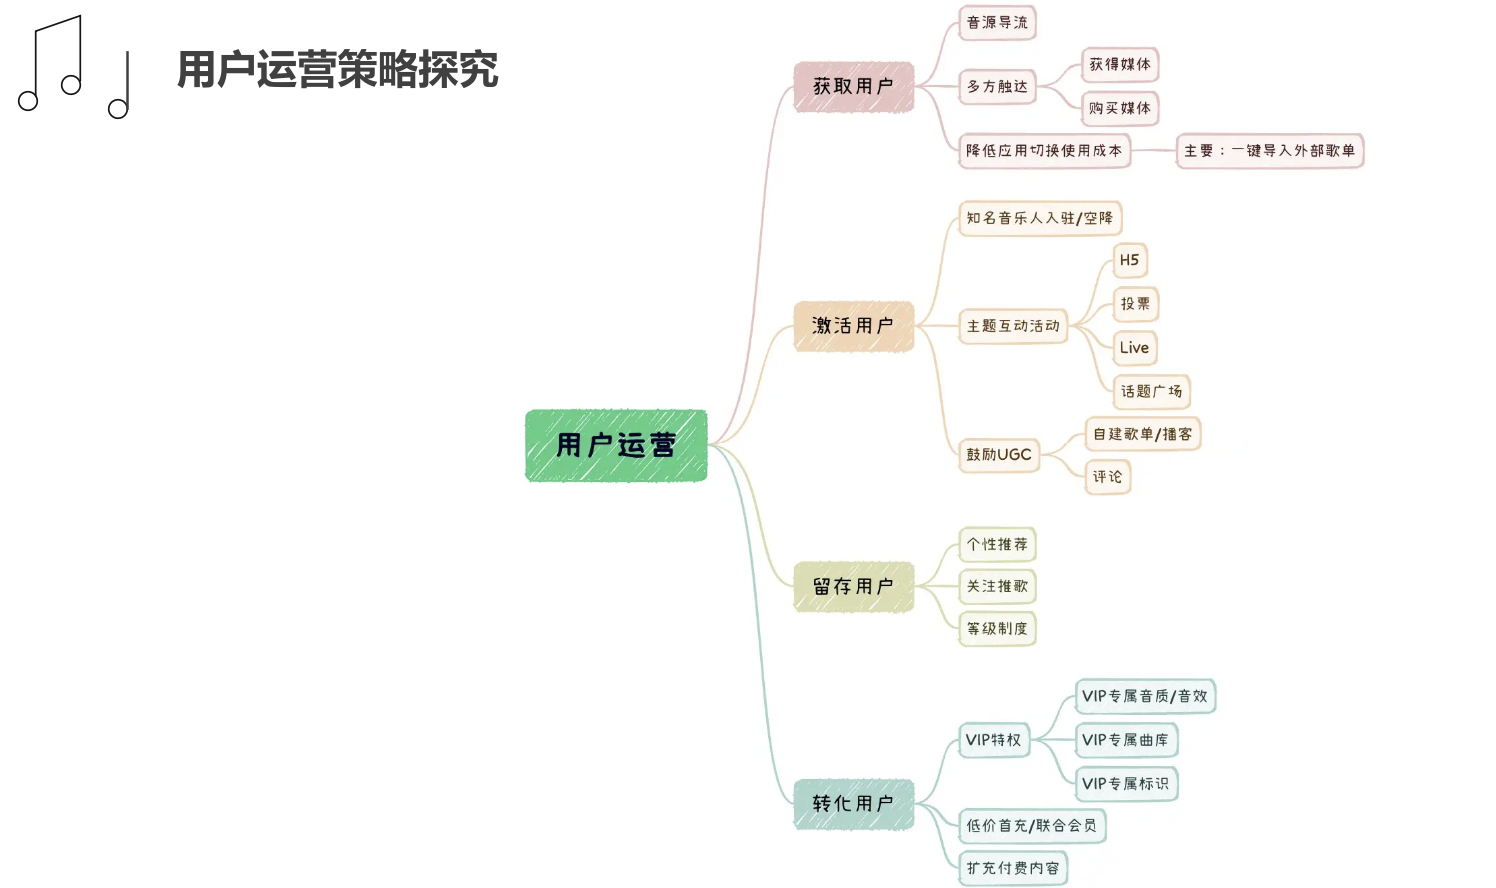 用户运营策略探究
用户运营
获取用户
音源导流
多方触达
获得媒体
购买媒体
降低应用切换使用成本
主要：一键导入外部歌单
激活用户
知名音乐人入驻/空降
主题互动活动
H5
投票
Live
话题广场
鼓励UGC
自建歌单/播客
评论
留存用户
个性推荐
关注推歌
等级制度
转化用户
VIP特权
VIP专属音质/音效
VIP专属曲库
VIP专属标识
低价首充/联合会员
扩充付费内容